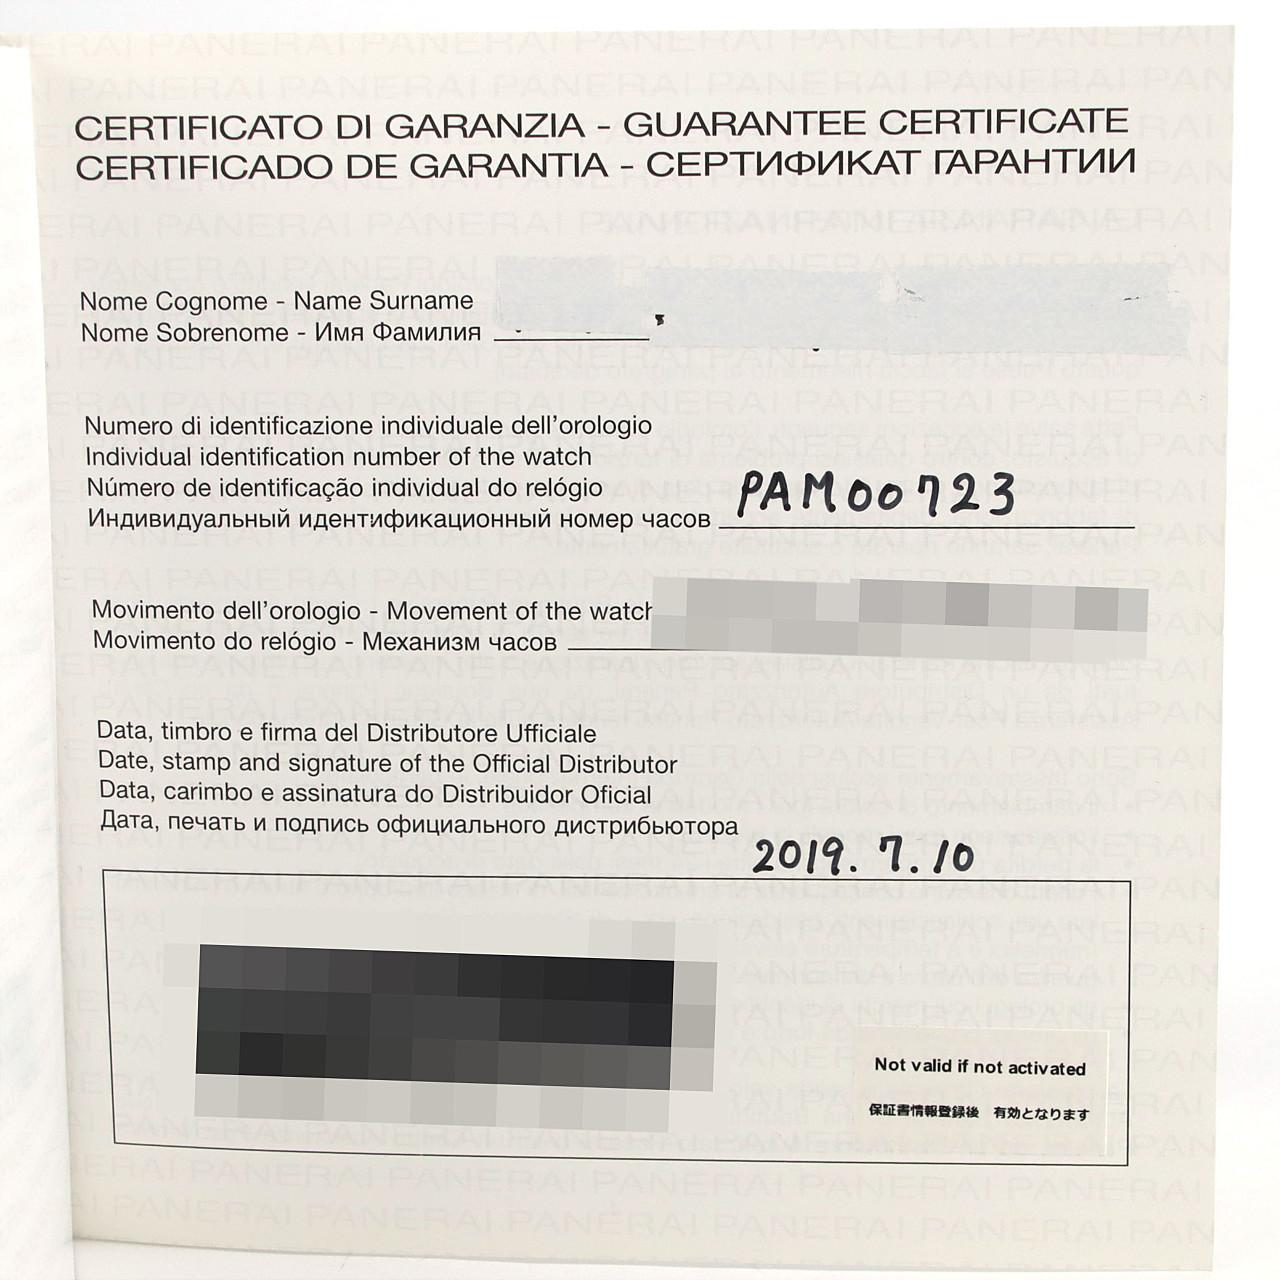 CERTIFICATO DI GARANZIA - GUARANTEE CERTIFICATE
CERTIFICADO DE GARANTIA - СЕРТИФИКАТ ГАРАНТИИ
Nome Cognome - Name Surname
Nome Sobrenome - Имя Фамилия
Numero di identificazione individuale dell'orologio
Individual identification number of the watch
Número de identificação individual do relógio
Индивидуальный идентификационный номер часов PAM00723
Movimento dell'orologio - Movement of the watch
Movimento do relógio - Механизм часов
Data, timbro e firma del Distributore Ufficiale
Date, stamp and signature of the Official Distributor
Data, carimbo e assinatura do Distribuidor Oficial
Дата, печать и подпись официального дистрибьютора
2019. 7. 10
Not valid if not activated
保証書情報登録後 有効となります